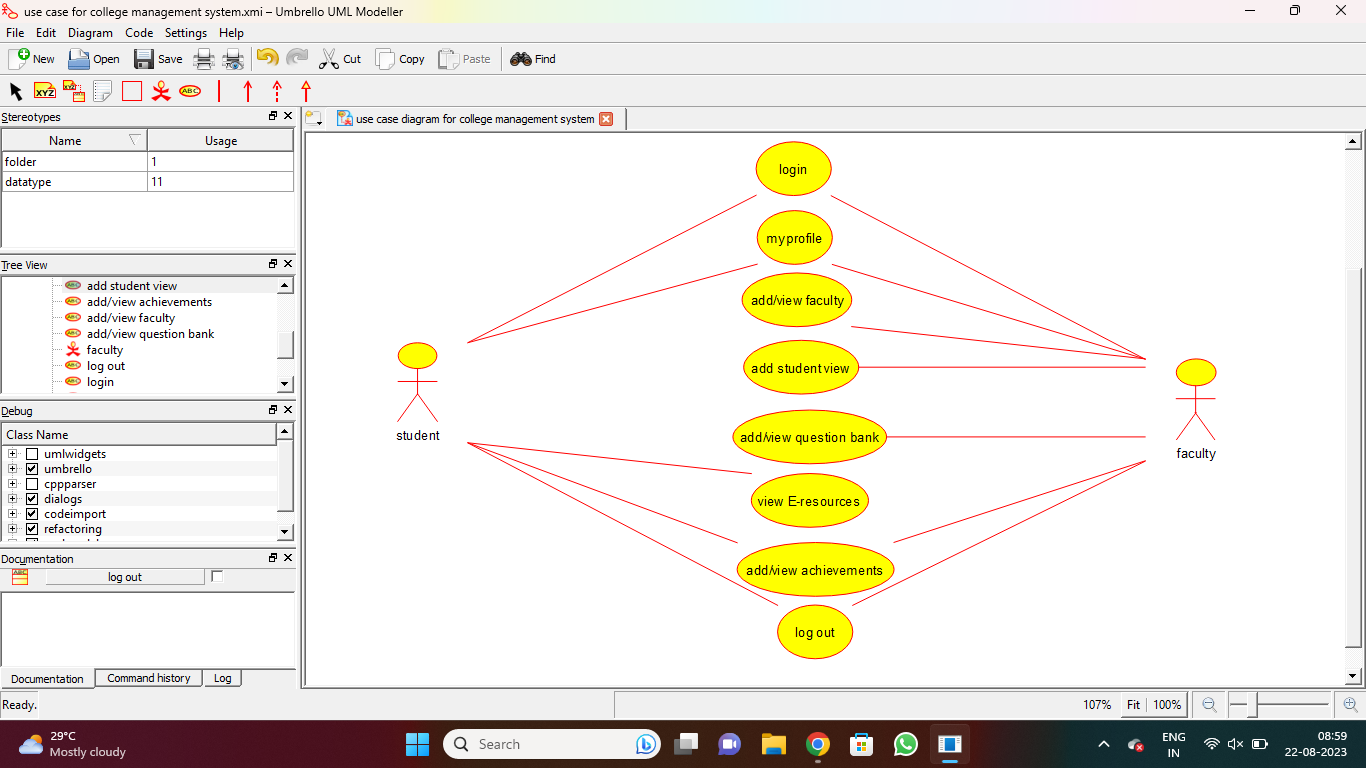 use case for college management system.xmi – Umbrello UML Modeller
File Edit Diagram Code Settings Help
New Open Save Cut Copy Paste Find
XYZ XYZ ABC
Stereotypes
Name Usage
folder 1
datatype 11
Tree View
add student view
add/view achievements
add/view faculty
add/view question bank
faculty
log out
login
Debug
Class Name
umlwidgets
umbrello
cppparser
dialogs
codeimport
refactoring
Documentation
log out
Documentation Command history Log
use case diagram for college management system
login
myprofile
add/view faculty
add student view
add/view question bank
view E-resources
add/view achievements
log out
student
faculty
Ready.
107% Fit 100%
29°C
Mostly cloudy
Search
ENG
IN
08:59
22-08-2023